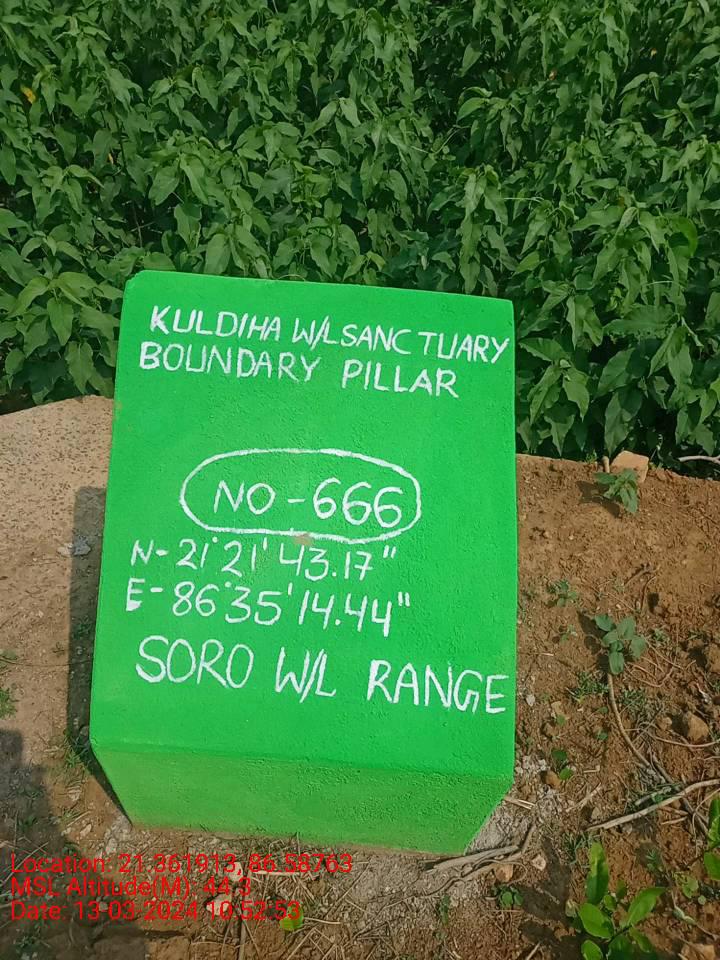 KULDIHA W/L SANCTUARY
BOUNDARY PILLAR
NO-666
N-21°21'43.17"
E-86°35'14.44"
SORO W/L RANGE
Location: 21.361913, 86.58763
MSL Altitude(M): 44.3
Date: 13-03-2024 10:52:53